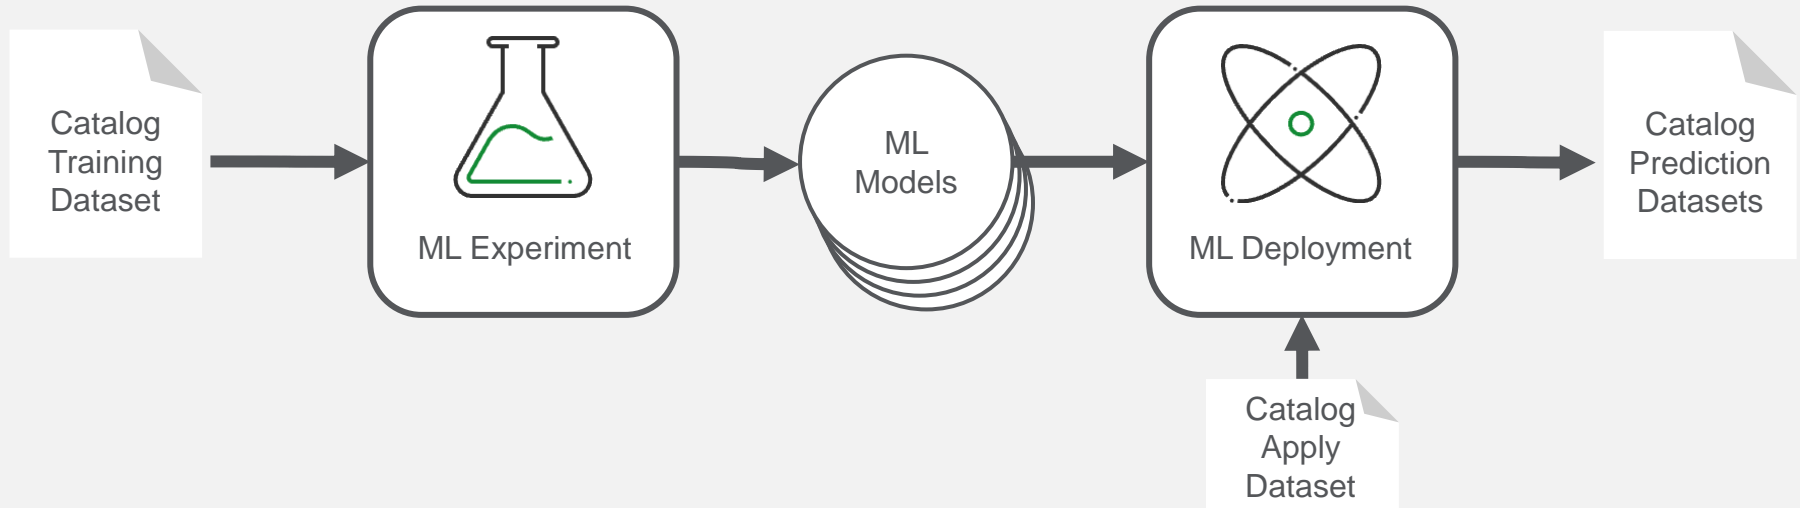 Catalog
Training
Dataset
ML Experiment
ML
Models
ML Deployment
Catalog
Prediction
Datasets
Catalog
Apply
Dataset